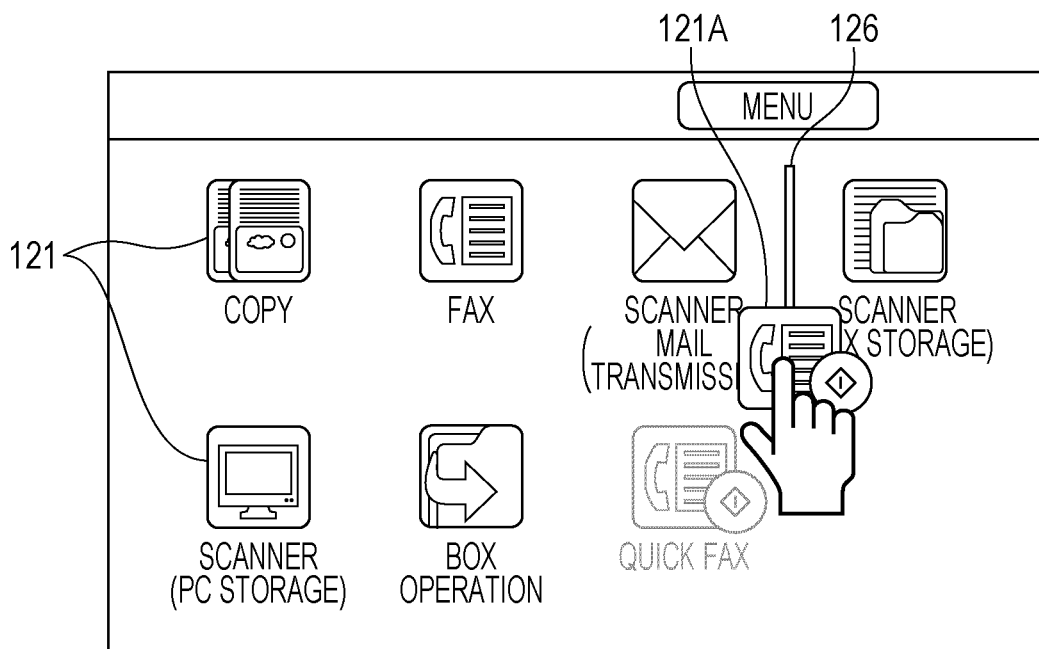 121A 126
MENU
121
COPY FAX SCANNER SCANNER
MAIL X STORAGE)
(TRANSMISS
SCANNER BOX QUICK FAX
(PC STORAGE) OPERATION